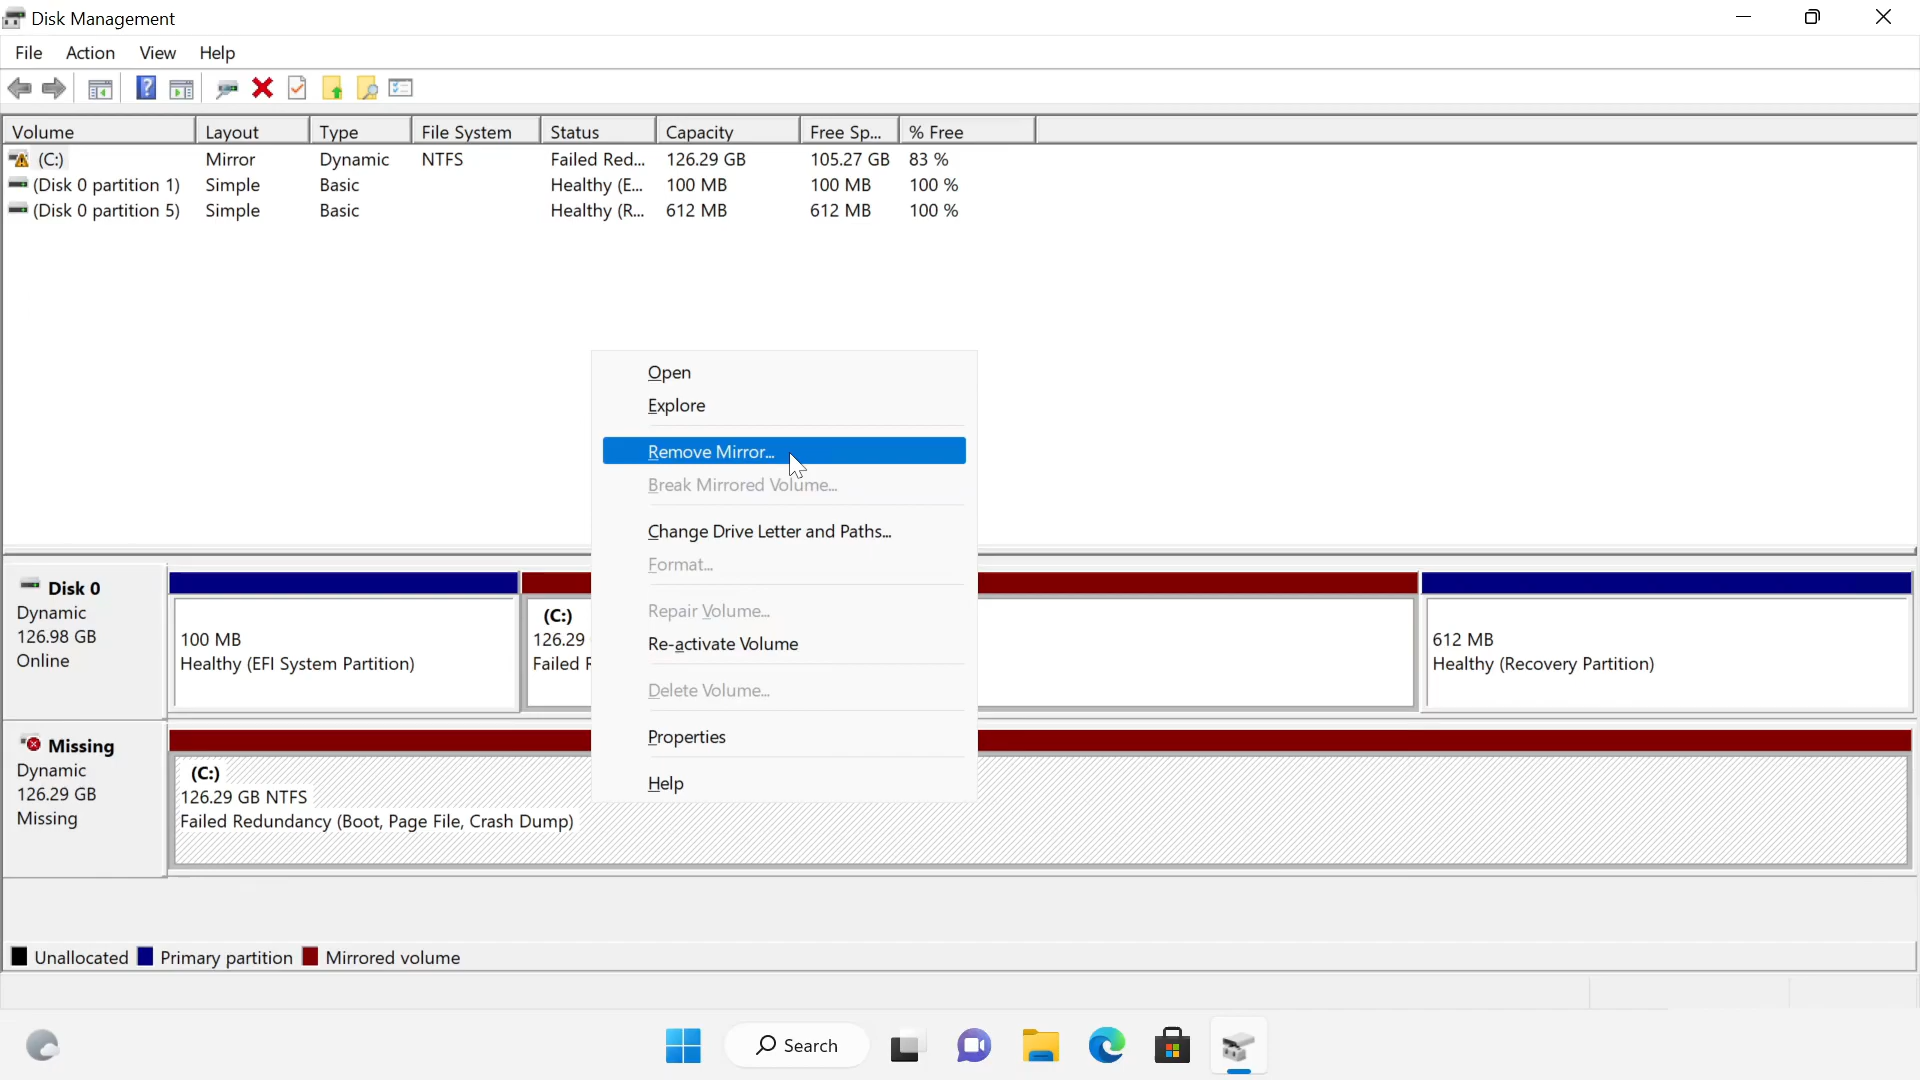 Disk Management
File Action View Help
Volume Layout Type File System Status Capacity Free Sp... % Free
(C:) Mirror Dynamic NTFS Failed Red... 126.29 GB 105.27 GB 83 %
(Disk 0 partition 1) Simple Basic Healthy (E... 100 MB 100 MB 100 %
(Disk 0 partition 5) Simple Basic Healthy (R... 612 MB 612 MB 100 %
Open
Explore
Remove Mirror...
Break Mirrored Volume...
Change Drive Letter and Paths...
Format...
Repair Volume...
Re-activate Volume
Delete Volume...
Properties
Help
Disk 0
Dynamic
126.98 GB
Online
100 MB
Healthy (EFI System Partition)
(C:)
126.29
Failed
612 MB
Healthy (Recovery Partition)
Missing
Dynamic
126.29 GB
Missing
(C:)
126.29 GB NTFS
Failed Redundancy (Boot, Page File, Crash Dump)
Unallocated Primary partition Mirrored volume
Search